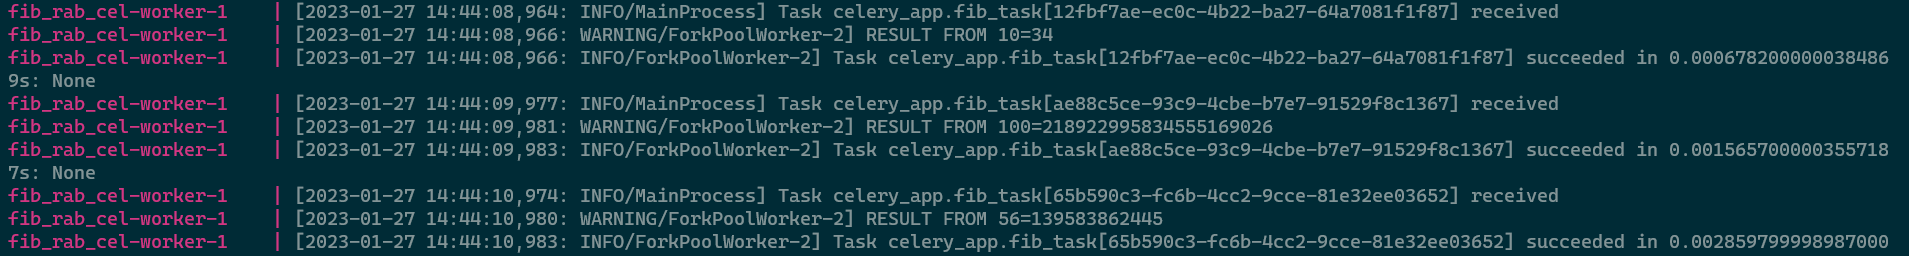 fib_rab_cel-worker-1    | [2023-01-27 14:44:08,964: INFO/MainProcess] Task celery_app.fib_task[12fbf7ae-ec0c-4b22-ba27-64a7081f1f87] received
fib_rab_cel-worker-1    | [2023-01-27 14:44:08,966: WARNING/ForkPoolWorker-2] RESULT FROM 10=34
fib_rab_cel-worker-1    | [2023-01-27 14:44:08,966: INFO/ForkPoolWorker-2] Task celery_app.fib_task[12fbf7ae-ec0c-4b22-ba27-64a7081f1f87] succeeded in 0.000678200000038486
9s: None
fib_rab_cel-worker-1    | [2023-01-27 14:44:09,977: INFO/MainProcess] Task celery_app.fib_task[ae88c5ce-93c9-4cbe-b7e7-91529f8c1367] received
fib_rab_cel-worker-1    | [2023-01-27 14:44:09,981: WARNING/ForkPoolWorker-2] RESULT FROM 100=218922995834555169026
fib_rab_cel-worker-1    | [2023-01-27 14:44:09,983: INFO/ForkPoolWorker-2] Task celery_app.fib_task[ae88c5ce-93c9-4cbe-b7e7-91529f8c1367] succeeded in 0.001565700000355718
7s: None
fib_rab_cel-worker-1    | [2023-01-27 14:44:10,974: INFO/MainProcess] Task celery_app.fib_task[65b590c3-fc6b-4cc2-9cce-81e32ee03652] received
fib_rab_cel-worker-1    | [2023-01-27 14:44:10,980: WARNING/ForkPoolWorker-2] RESULT FROM 56=139583862445
fib_rab_cel-worker-1    | [2023-01-27 14:44:10,983: INFO/ForkPoolWorker-2] Task celery_app.fib_task[65b590c3-fc6b-4cc2-9cce-81e32ee03652] succeeded in 0.002859799998987000